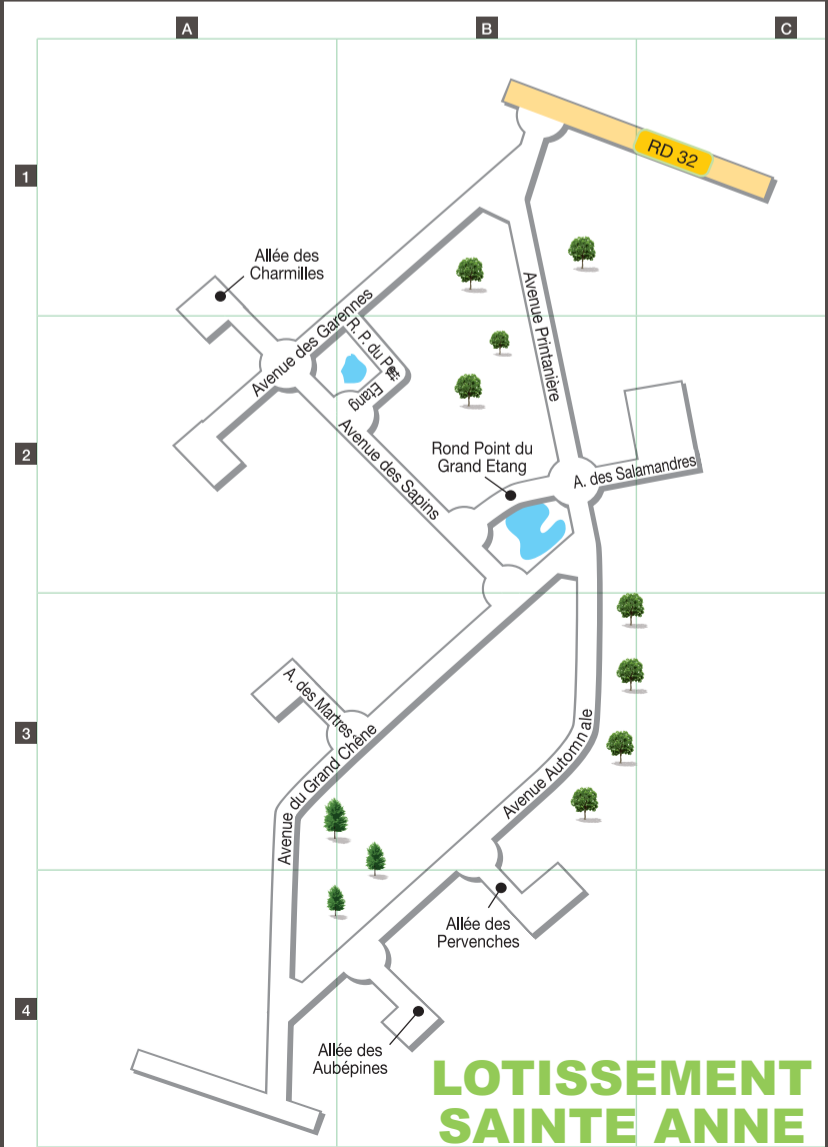 A
B
C
RD 32
1
Allée des
Charmilles
Avenue des Garennes
R. P. du Petit
Etang
Avenue Printanière
2
Avenue des Sapins
Rond Point du
Grand Etang
A. des Salamandres
A. des Martres
3
Avenue du Grand Chêne
Avenue Automnale
Allée des
Pervenches
4
Allée des
Aubépines
LOTISSEMENT
SAINTE ANNE